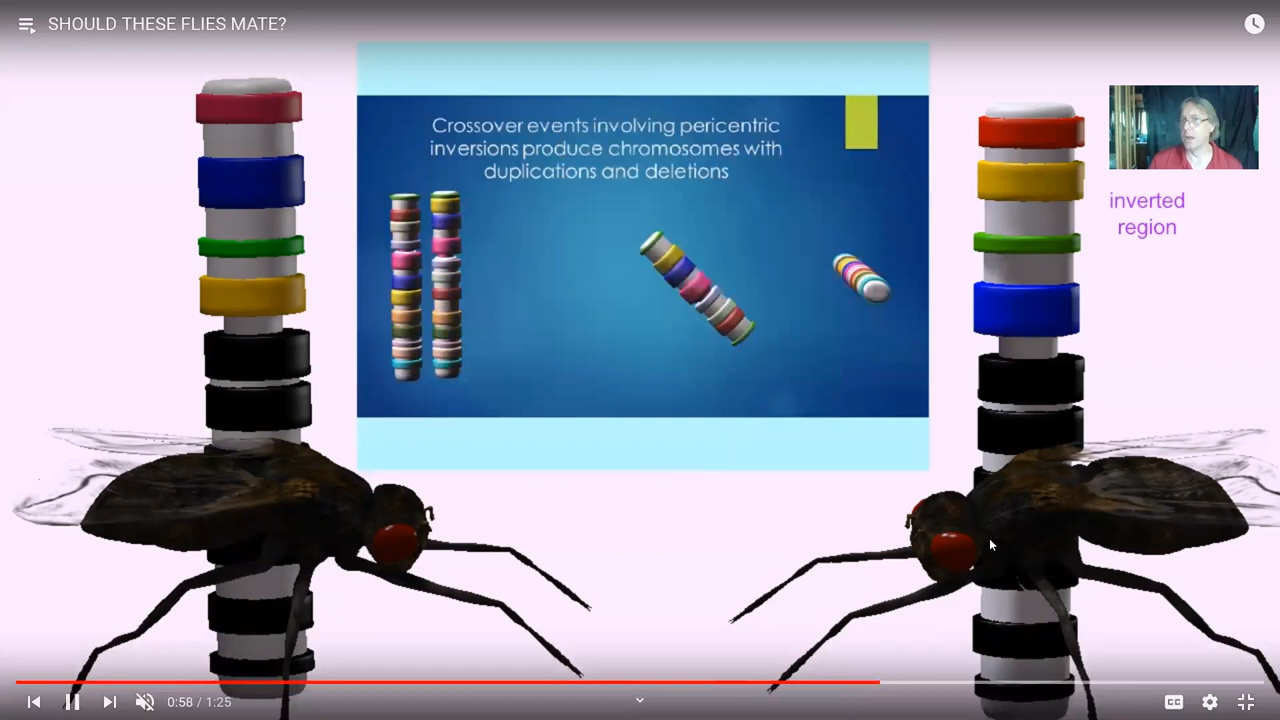 SHOULD THESE FLIES MATE?
Crossover events involving pericentric
inversions produce chromosomes with
duplications and deletions
inverted
region
0:58 / 1:25
CC